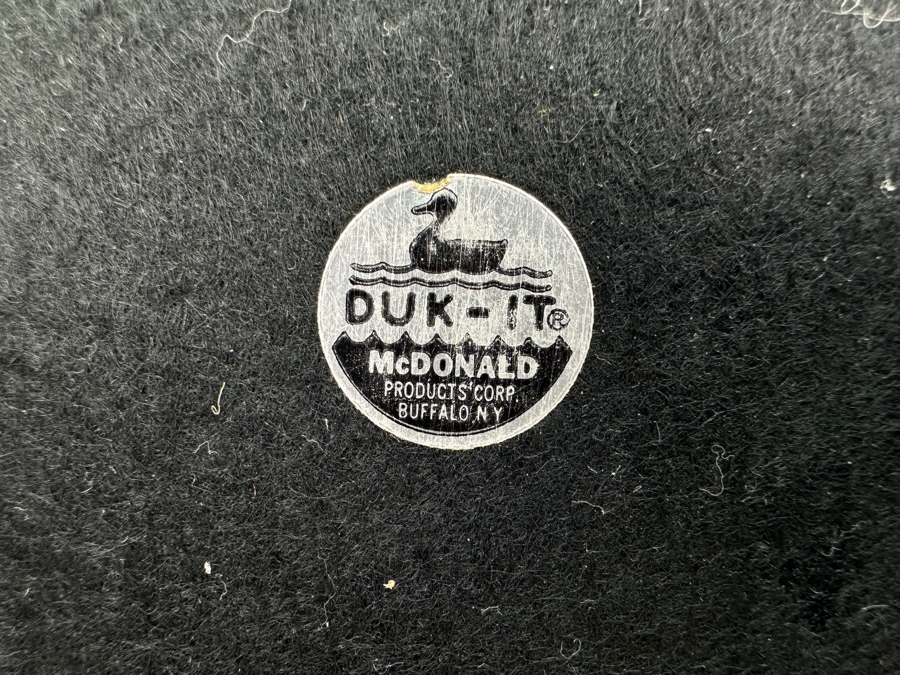 DUK-IT®
McDONALD
PRODUCTS CORP.
BUFFALO, N Y